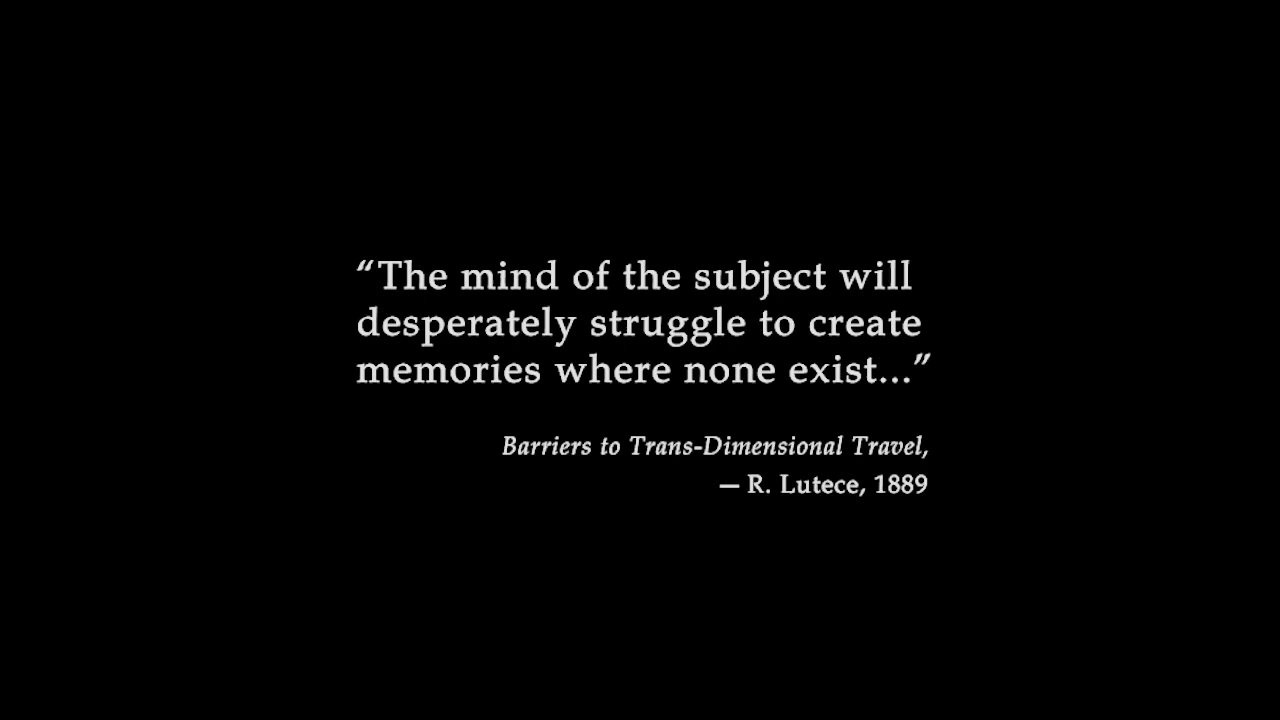 “The mind of the subject will
desperately struggle to create
memories where none exist...”
Barriers to Trans-Dimensional Travel,
— R. Lutece, 1889